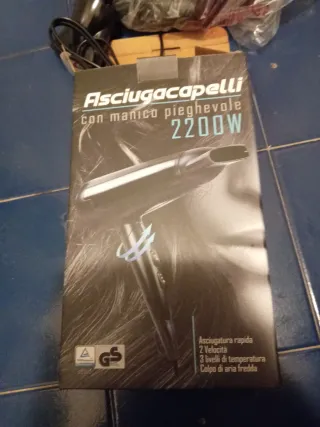 Asciugacapelli
con manico pieghevole
2200W
Asciugatura rapida
2 Velocità
3 livelli di temperatura
Colpo di aria fredda
GS